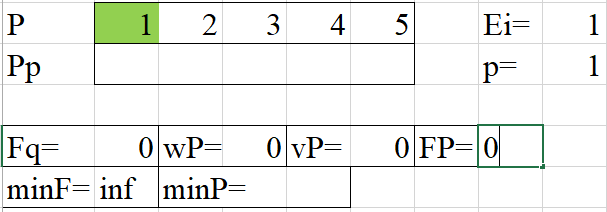 P 1 2 3 4 5 Ei= 1
Pp p= 1
Fq= 0 wP= 0 vP= 0 FP= 0
minF= inf minP=